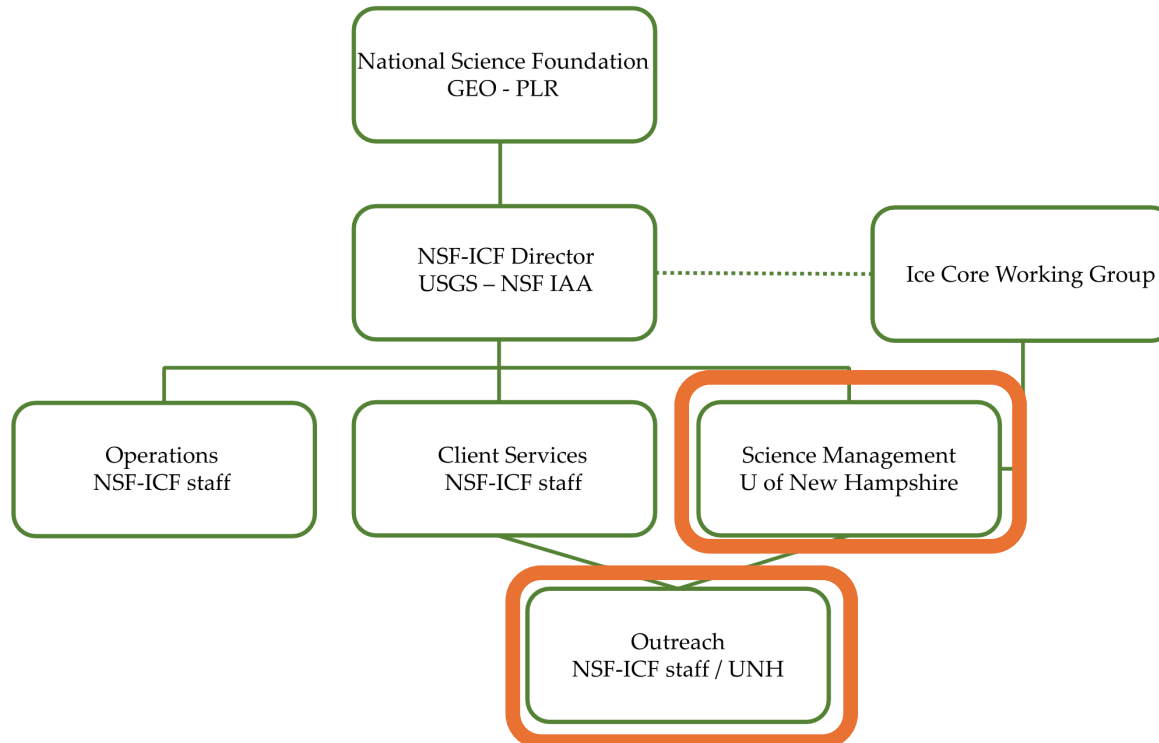 National Science Foundation
GEO - PLR
NSF-ICF Director
USGS – NSF IAA
Ice Core Working Group
Operations
NSF-ICF staff
Client Services
NSF-ICF staff
Science Management
U of New Hampshire
Outreach
NSF-ICF staff / UNH